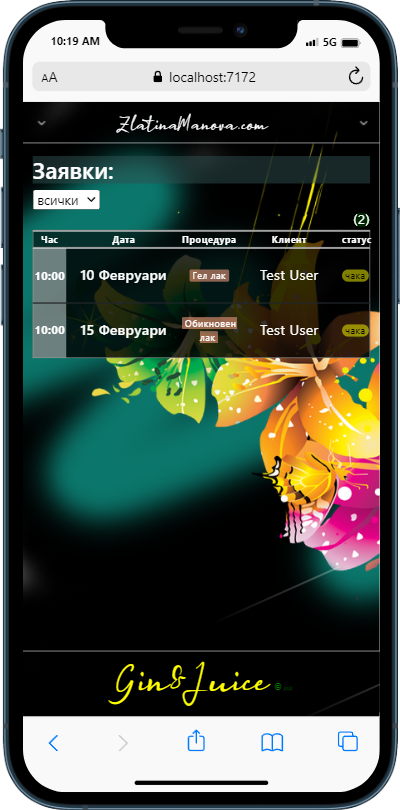 10:19 AM
5G
AA
localhost:7172
ZlatinaManova.com
Заявки:
всички
(2)
Час Дата Процедура Клиент статус
10:00 10 Февруари Гел лак Test User чака
10:00 15 Февруари Обикновен лак Test User чака
Gin&Juice ©